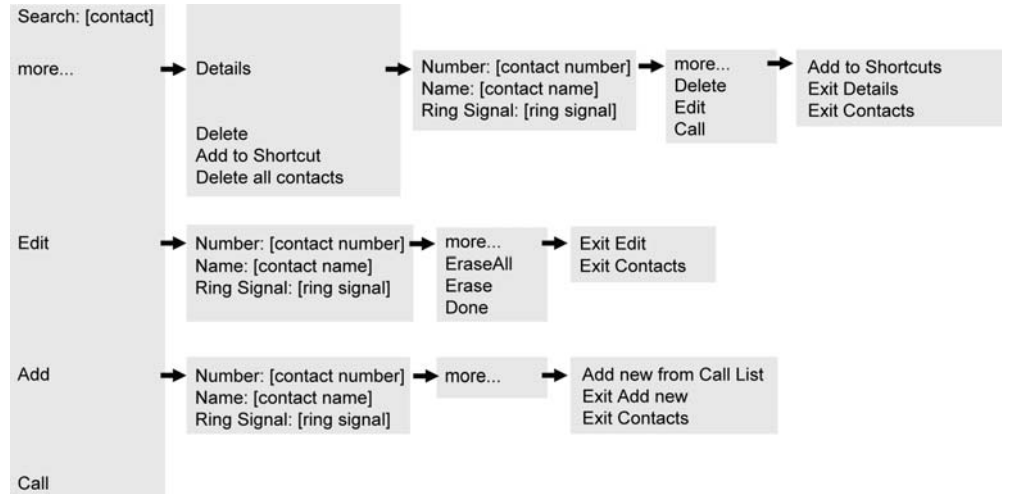 Search: [contact]
more...
Details
Number: [contact number]
Name: [contact name]
Ring Signal: [ring signal]
more...
Delete
Edit
Call
Add to Shortcuts
Exit Details
Exit Contacts
Delete
Add to Shortcut
Delete all contacts
Edit
Number: [contact number]
Name: [contact name]
Ring Signal: [ring signal]
more...
EraseAll
Erase
Done
Exit Edit
Exit Contacts
Add
Number: [contact number]
Name: [contact name]
Ring Signal: [ring signal]
more...
Add new from Call List
Exit Add new
Exit Contacts
Call